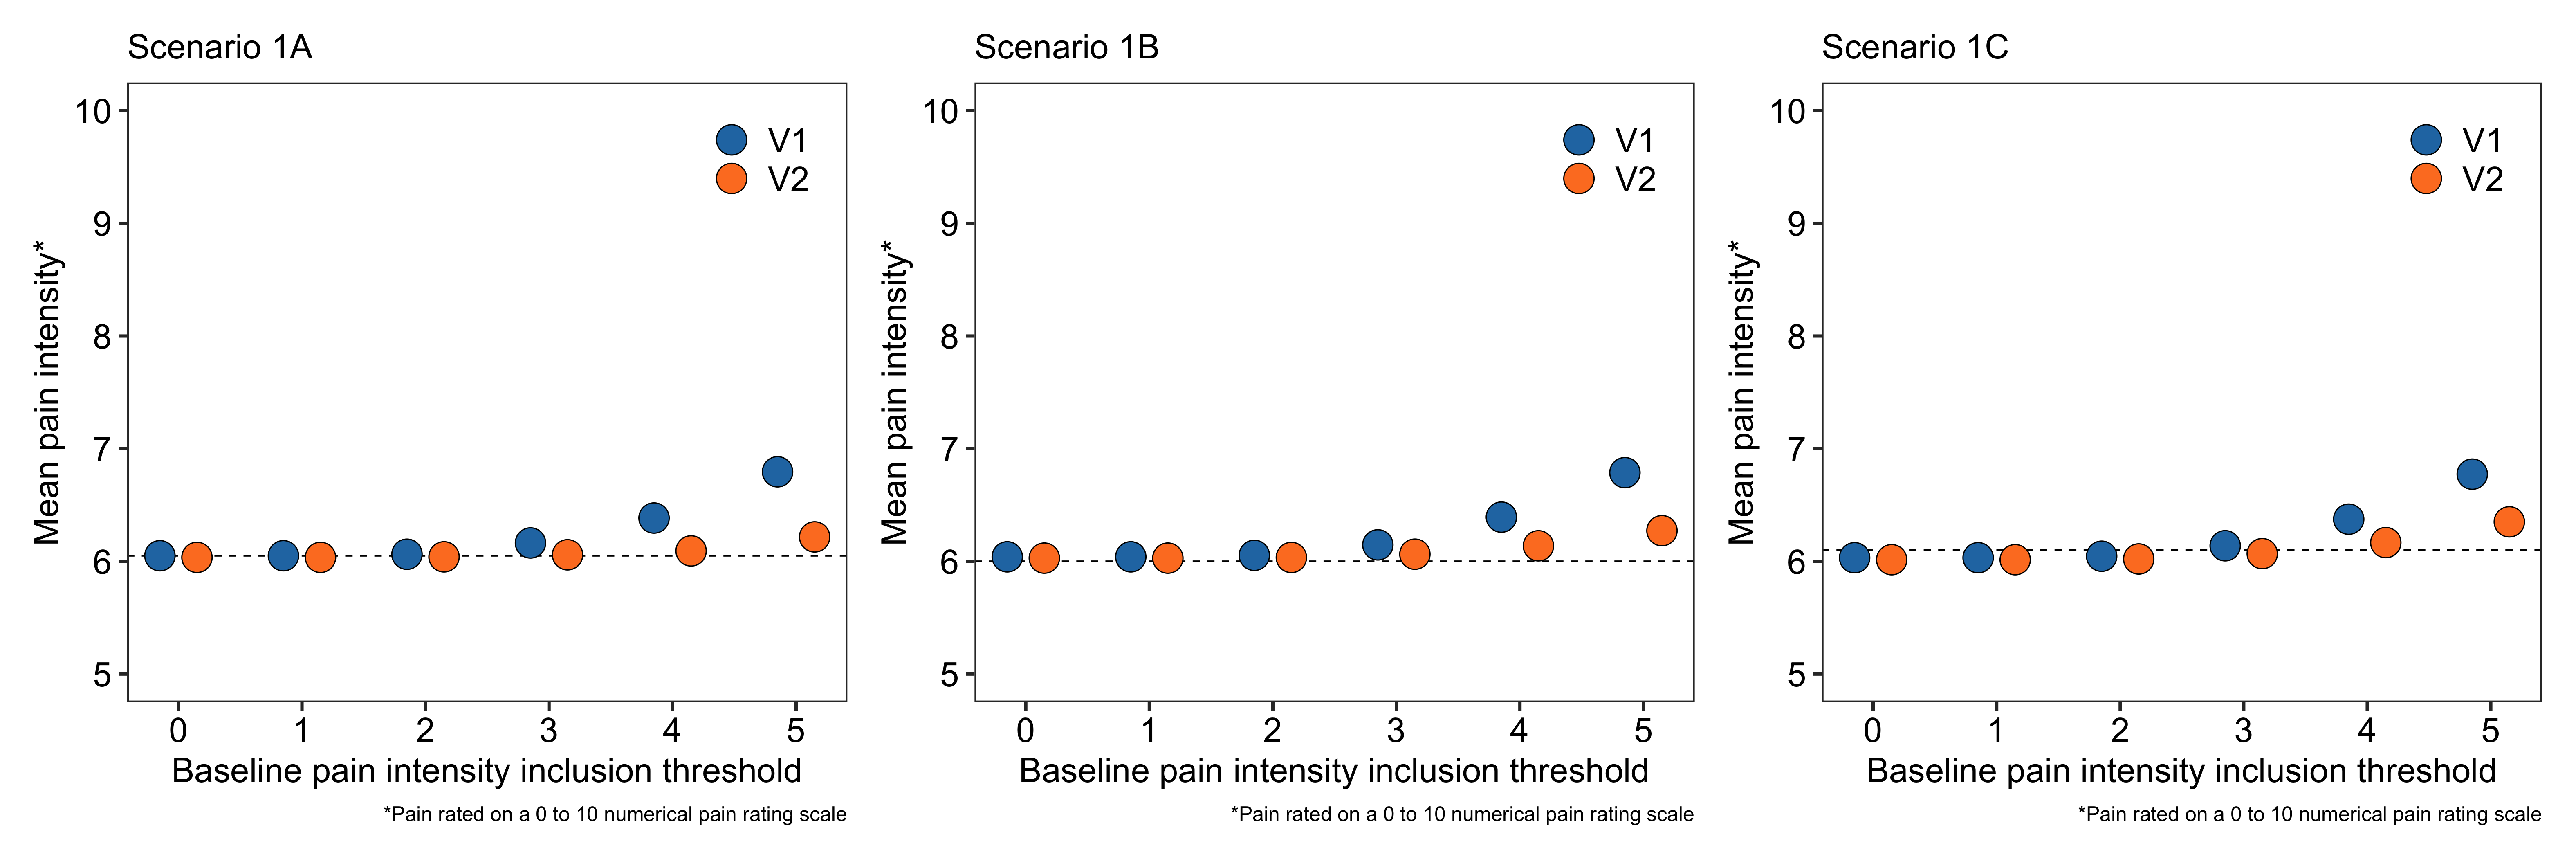 Scenario 1A
10
9
8
7
6
5
Mean pain intensity*
V1
V2
0 1 2 3 4 5
Baseline pain intensity inclusion threshold
*Pain rated on a 0 to 10 numerical pain rating scale
Scenario 1B
10
9
8
7
6
5
Mean pain intensity*
V1
V2
0 1 2 3 4 5
Baseline pain intensity inclusion threshold
*Pain rated on a 0 to 10 numerical pain rating scale
Scenario 1C
10
9
8
7
6
5
Mean pain intensity*
V1
V2
0 1 2 3 4 5
Baseline pain intensity inclusion threshold
*Pain rated on a 0 to 10 numerical pain rating scale